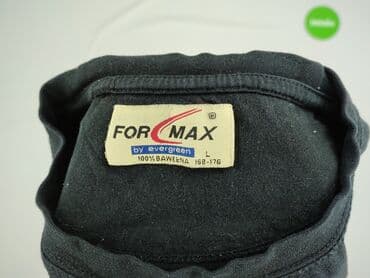 FOR MAX ®
by evergreen
L
100% BAWEŁNA 168-176